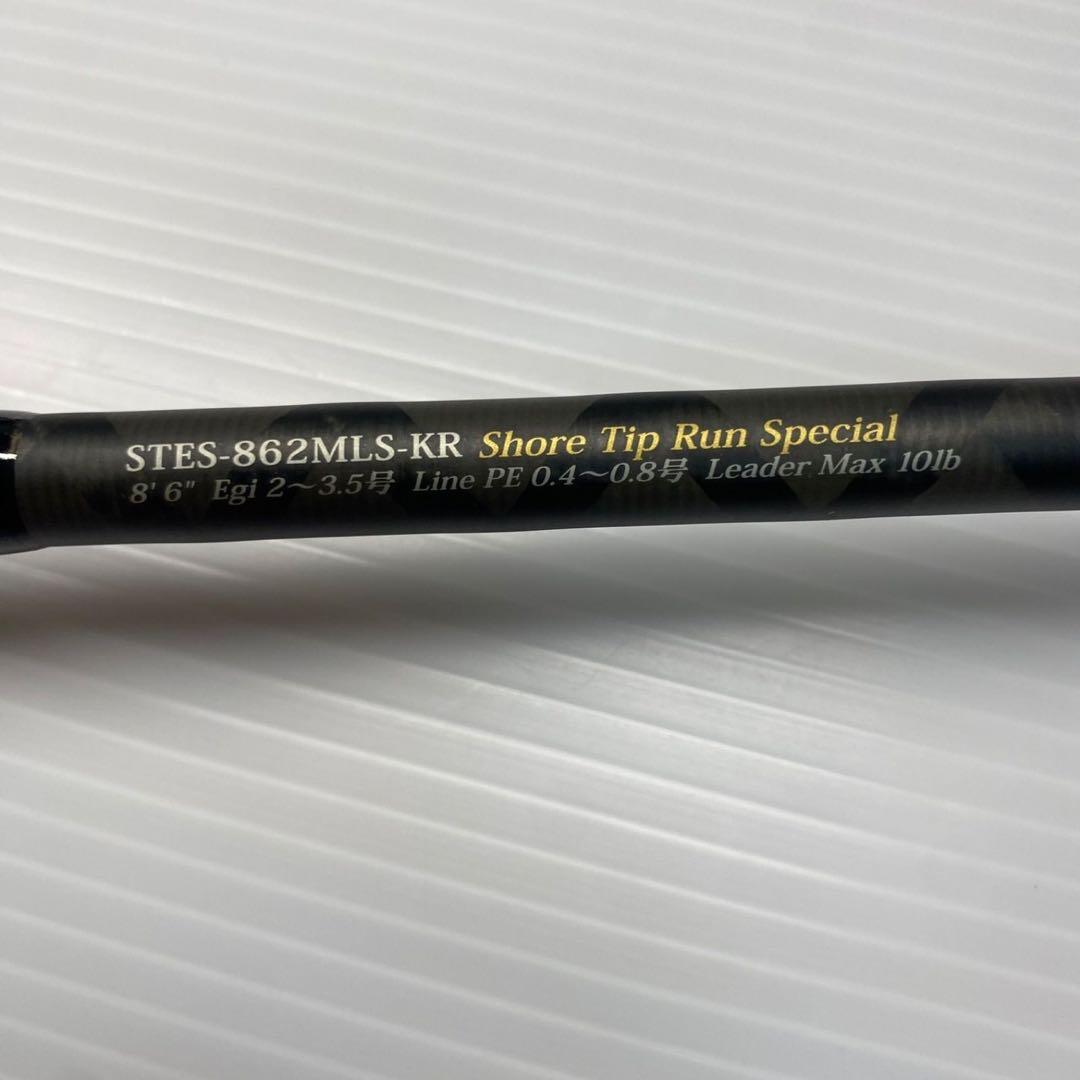 STES-862MLS-KR Shore Tip Run Special
8' 6" Egi 2～3.5号 Line PE 0.4～0.8号 Leader Max 10lb